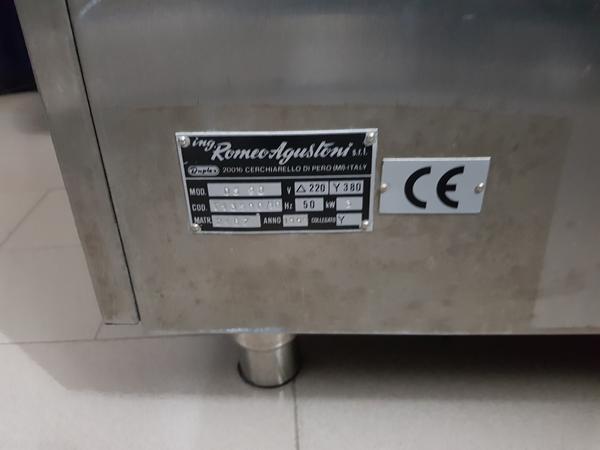 ing. Romeo Agustoni s.r.l.
Duplex 20016 CERCHIARELLO DI PERO (MI)-ITALY
MOD. V △ 220 Y 380
COD. Hz 50 kW
MATR. ANNO COLLEGATO Y
CE